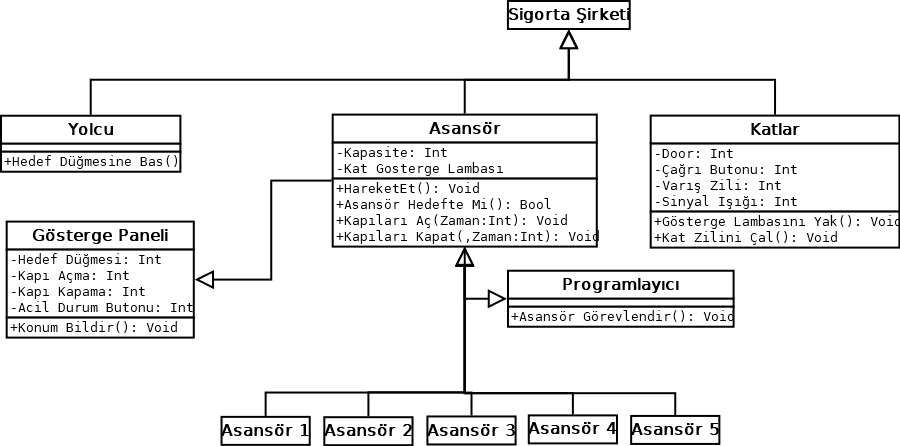 Sigorta Şirketi
Yolcu
+Hedef Düğmesine Bas()
Asansör
-Kapasite: Int
-Kat Gosterge Lambası
+HareketEt(): Void
+Asansör Hedefte Mi(): Bool
+Kapıları Aç(Zaman:Int): Void
+Kapıları Kapat(,Zaman:Int): Void
Katlar
-Door: Int
-Çağrı Butonu: Int
-Varış Zili: Int
-Sinyal Işığı: Int
+Gösterge Lambasını Yak(): Void
+Kat Zilini Çal(): Void
Gösterge Paneli
-Hedef Düğmesi: Int
-Kapı Açma: Int
-Kapı Kapama: Int
-Acil Durum Butonu: Int
+Konum Bildir(): Void
Programlayıcı
+Asansör Görevlendir(): Void
Asansör 1
Asansör 2
Asansör 3
Asansör 4
Asansör 5